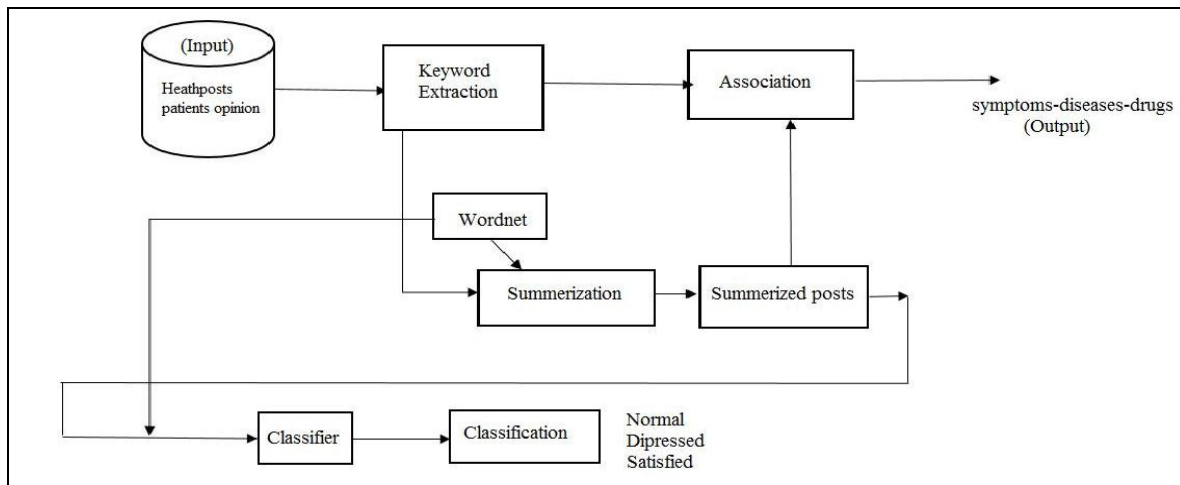 (Input)
Heathposts
patients opinion
Keyword
Extraction
Association
symptoms-diseases-drugs
(Output)
Wordnet
Summerization
Summerized posts
Classifier
Classification
Normal
Dipressed
Satisfied